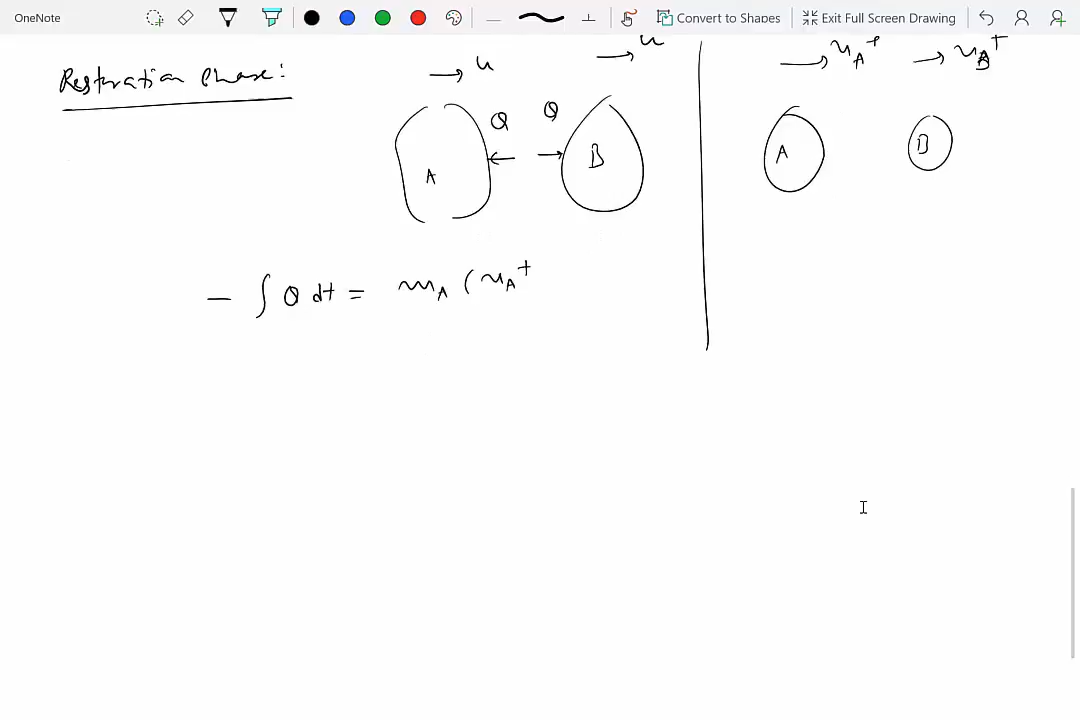 OneNote
Convert to Shapes
Exit Full Screen Drawing
Restoration Phase:
→ u
→ u
→ u_A^+
→ u_B^+
Q
Q
A
B
A
B
- ∫ Q dt = m_A (u_A^+